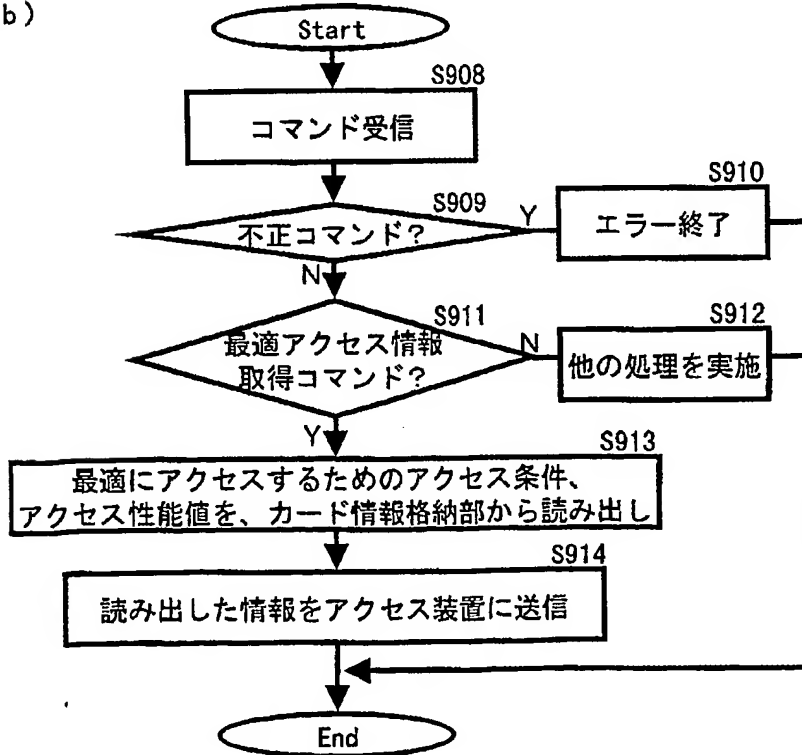 b)
Start
S908
コマンド受信
S909
不正コマンド?
Y
S910
エラー終了
N
S911
最適アクセス情報
取得コマンド?
N
S912
他の処理を実施
Y
S913
最適にアクセスするためのアクセス条件、
アクセス性能値を、カード情報格納部から読み出し
S914
読み出した情報をアクセス装置に送信
End